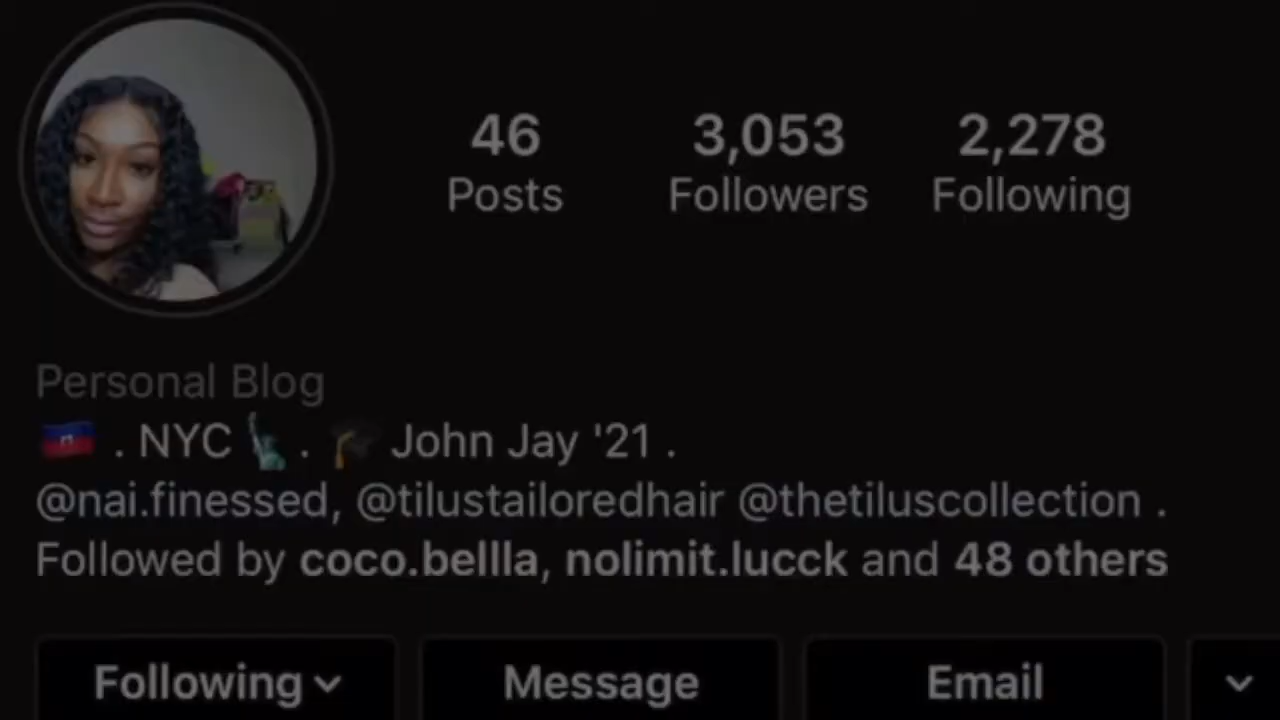 46 3,053 2,278
Posts Followers Following
Personal Blog
🇭🇹 . NYC🗽. 🎓 John Jay '21 .
@nai.finessed, @tilustailoredhair @thetiluscollection .
Followed by coco.bellla, nolimit.lucck and 48 others
Following Message Email